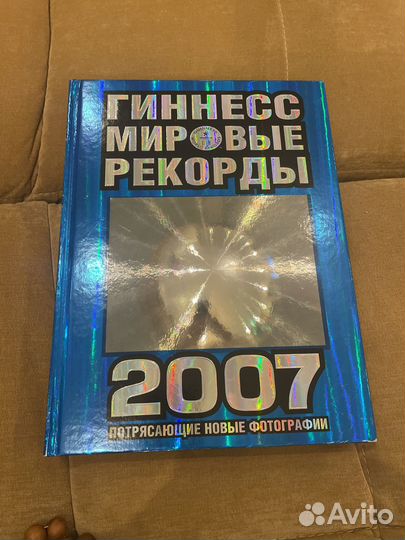 ГИННЕСС
МИРОВЫЕ
РЕКОРДЫ
2007
ПОТРЯСАЮЩИЕ НОВЫЕ ФОТОГРАФИИ
Avito